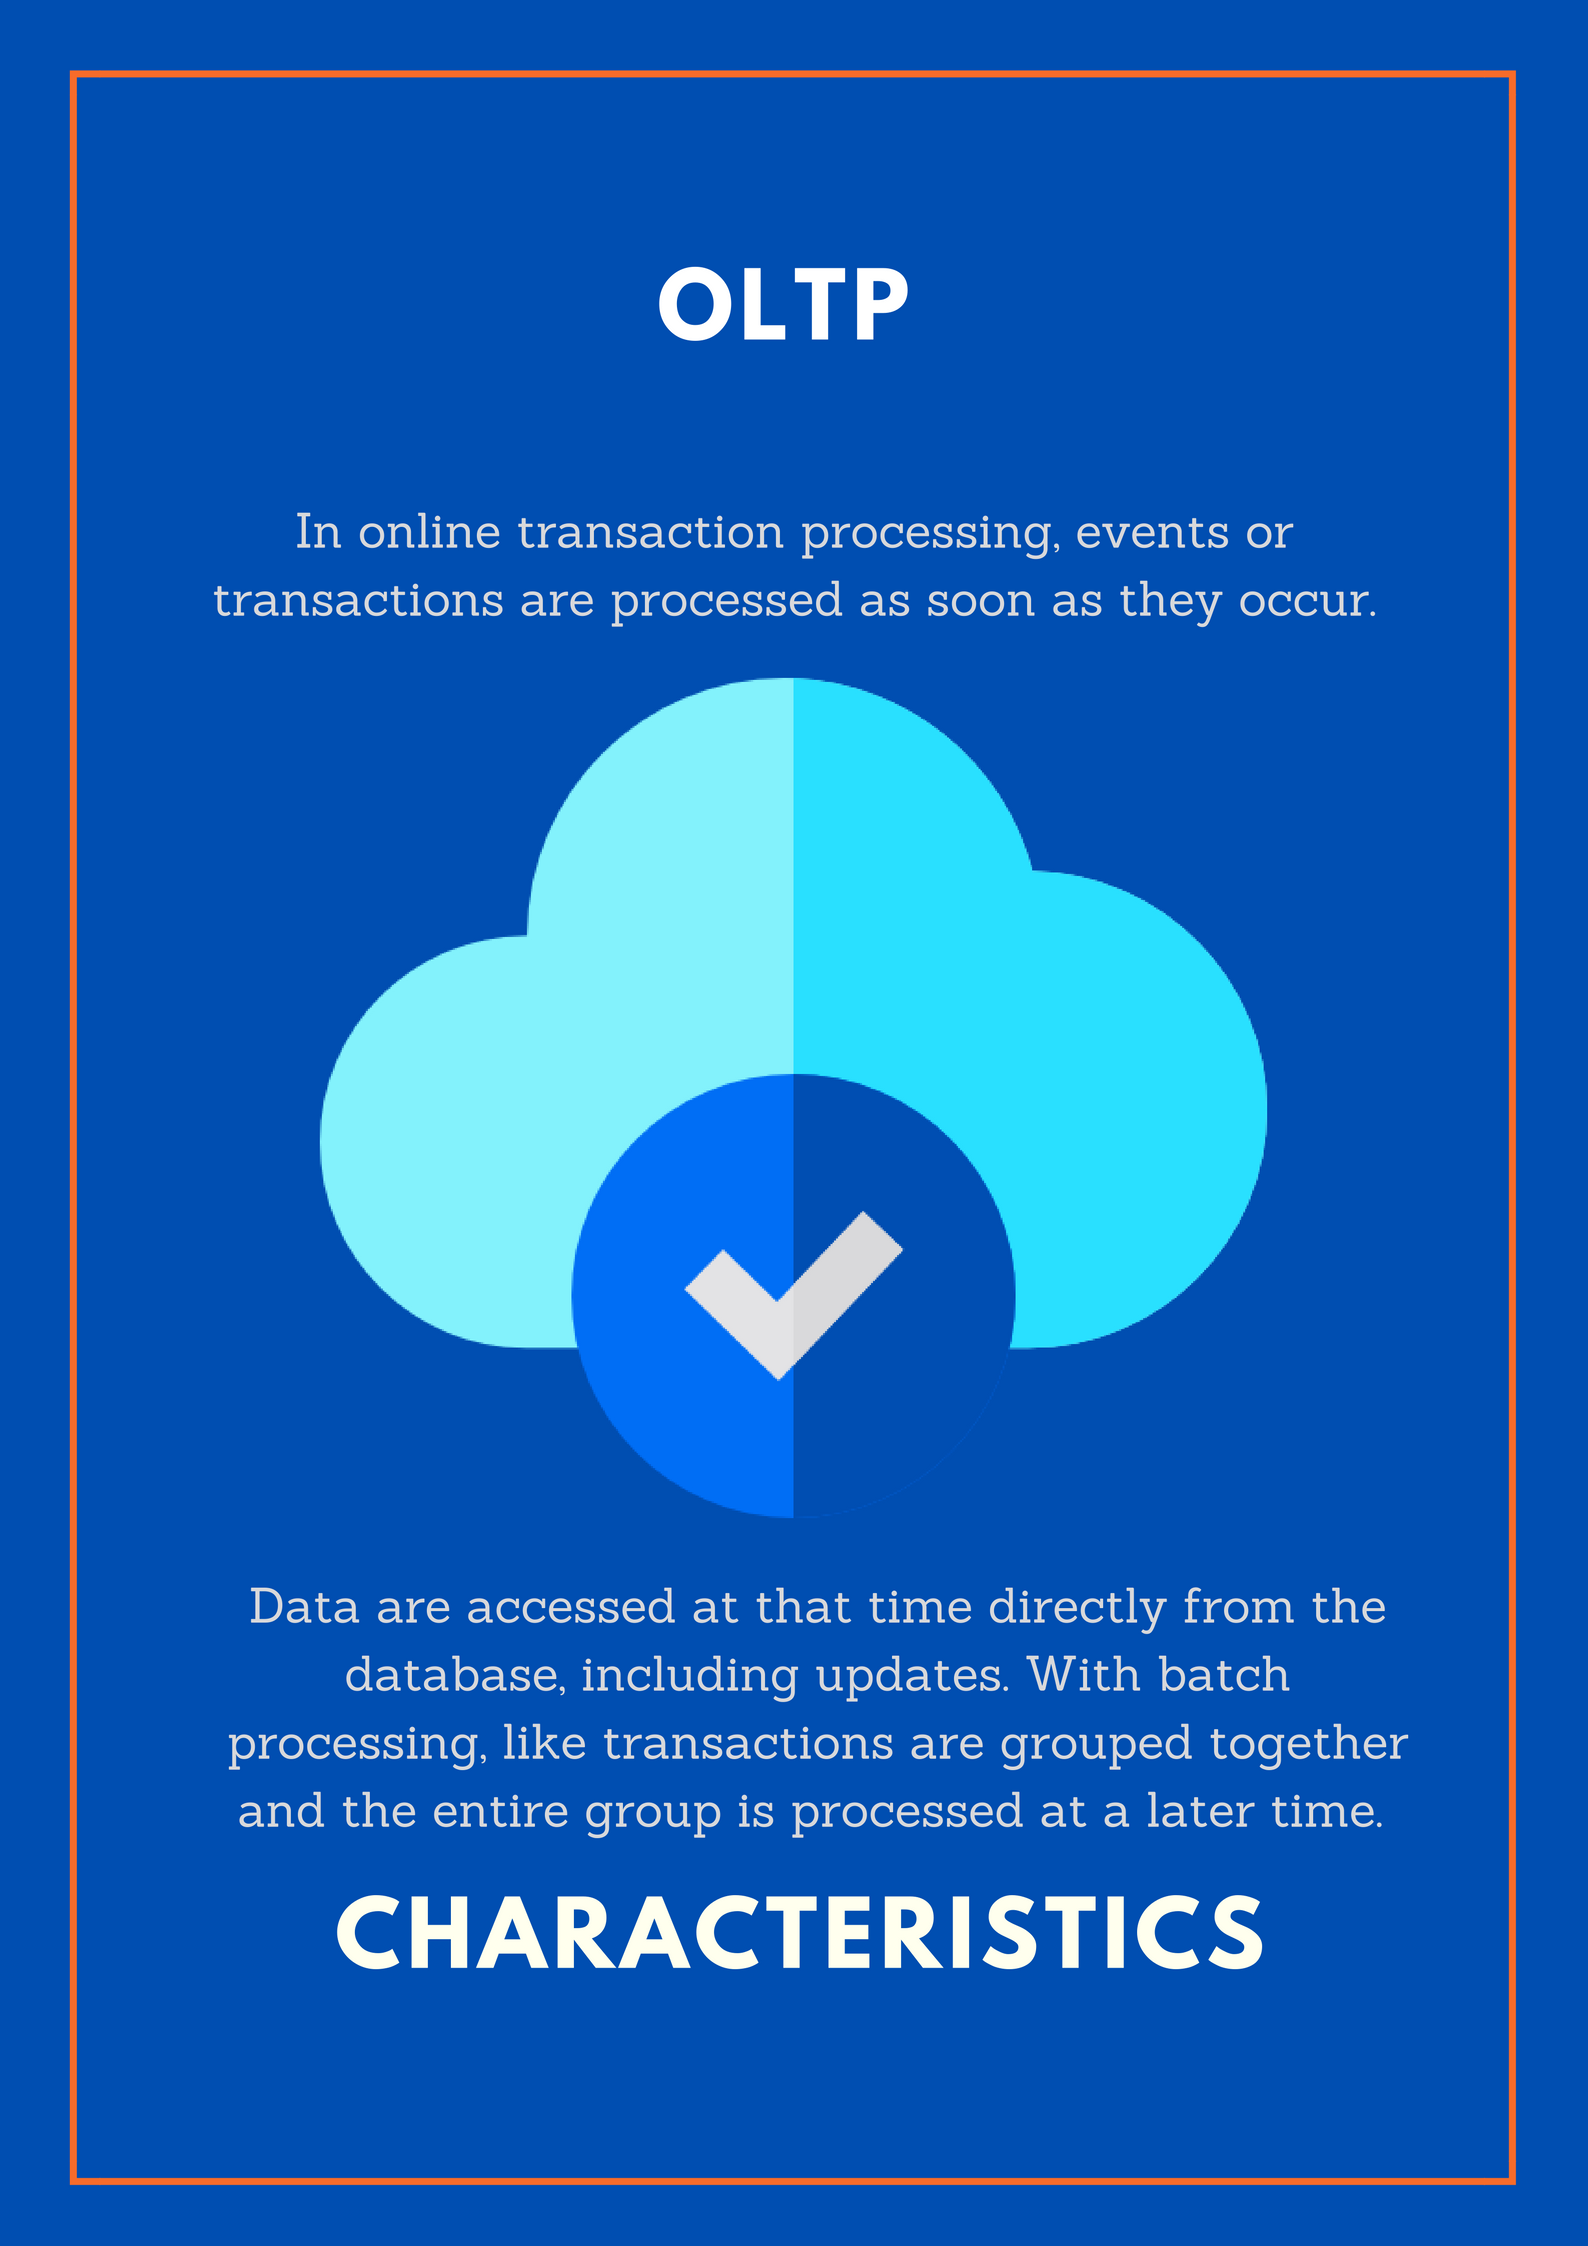 OLTP
In online transaction processing, events or
transactions are processed as soon as they occur.
Data are accessed at that time directly from the
database, including updates. With batch
processing, like transactions are grouped together
and the entire group is processed at a later time.
CHARACTERISTICS